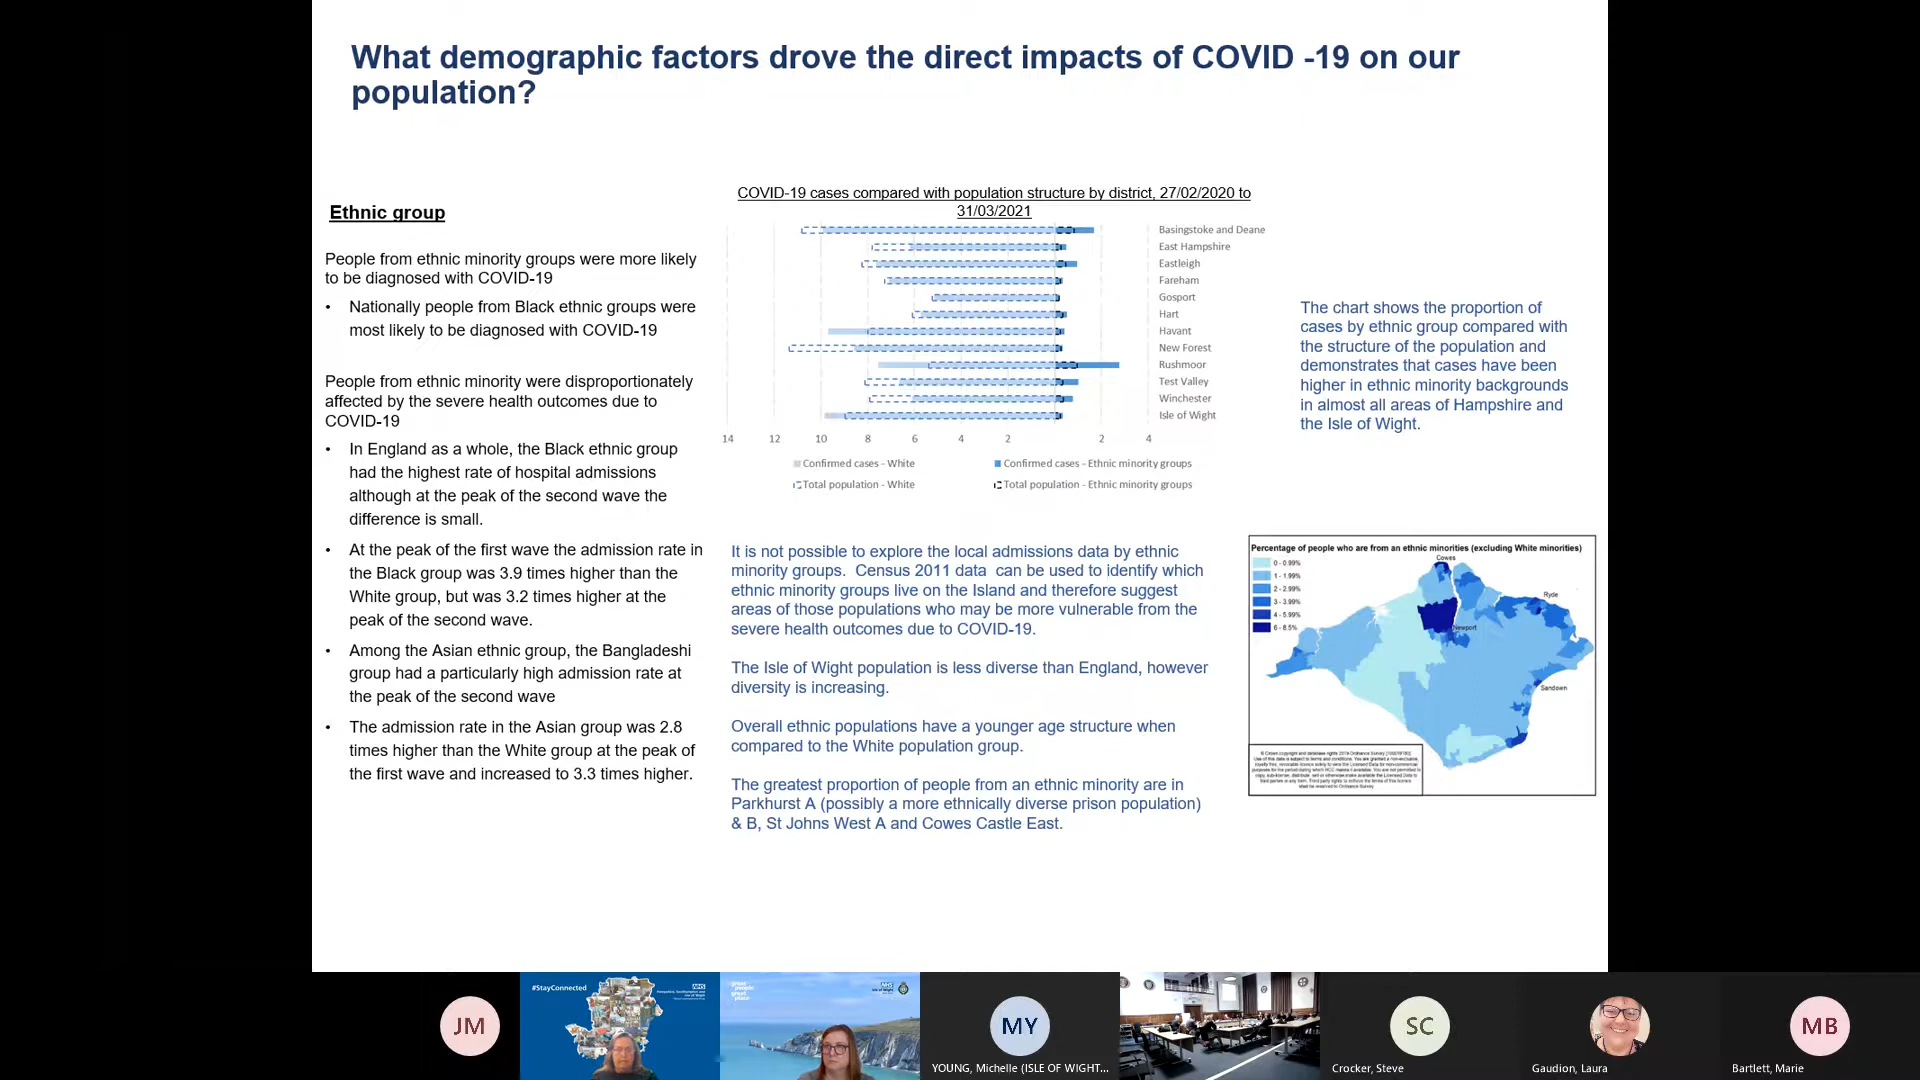 What demographic factors drove the direct impacts of COVID -19 on our
population?
Ethnic group
People from ethnic minority groups were more likely
to be diagnosed with COVID-19
• Nationally people from Black ethnic groups were
most likely to be diagnosed with COVID-19
People from ethnic minority were disproportionately
affected by the severe health outcomes due to
COVID-19
• In England as a whole, the Black ethnic group
had the highest rate of hospital admissions
although at the peak of the second wave the
difference is small.
• At the peak of the first wave the admission rate in
the Black group was 3.9 times higher than the
White group, but was 3.2 times higher at the
peak of the second wave.
• Among the Asian ethnic group, the Bangladeshi
group had a particularly high admission rate at
the peak of the second wave
• The admission rate in the Asian group was 2.8
times higher than the White group at the peak of
the first wave and increased to 3.3 times higher.
COVID-19 cases compared with population structure by district, 27/02/2020 to
31/03/2021
Basingstoke and Deane
East Hampshire
Eastleigh
Fareham
Gosport
Hart
Havant
New Forest
Rushmoor
Test Valley
Winchester
Isle of Wight
14 12 10 8 6 4 2 2 4
Confirmed cases - White Confirmed cases - Ethnic minority groups
Total population - White Total population - Ethnic minority groups
The chart shows the proportion of
cases by ethnic group compared with
the structure of the population and
demonstrates that cases have been
higher in ethnic minority backgrounds
in almost all areas of Hampshire and
the Isle of Wight.
It is not possible to explore the local admissions data by ethnic
minority groups. Census 2011 data can be used to identify which
ethnic minority groups live on the Island and therefore suggest
areas of those populations who may be more vulnerable from the
severe health outcomes due to COVID-19.
The Isle of Wight population is less diverse than England, however
diversity is increasing.
Overall ethnic populations have a younger age structure when
compared to the White population group.
The greatest proportion of people from an ethnic minority are in
Parkhurst A (possibly a more ethnically diverse prison population)
& B, St Johns West A and Cowes Castle East.
Percentage of people who are from an ethnic minorities (excluding White minorities)
0 - 0.99%
1 - 1.99%
2 - 2.99%
3 - 3.99%
4 - 5.99%
6 - 8.5%
Cowes
Ryde
Newport
Sandown
JM
#StayConnected
NHS
great
people
great
place
NHS
Isle of Wight
MY
YOUNG, Michelle (ISLE OF WIGHT...
SC
Crocker, Steve
Gaudion, Laura
MB
Bartlett, Marie